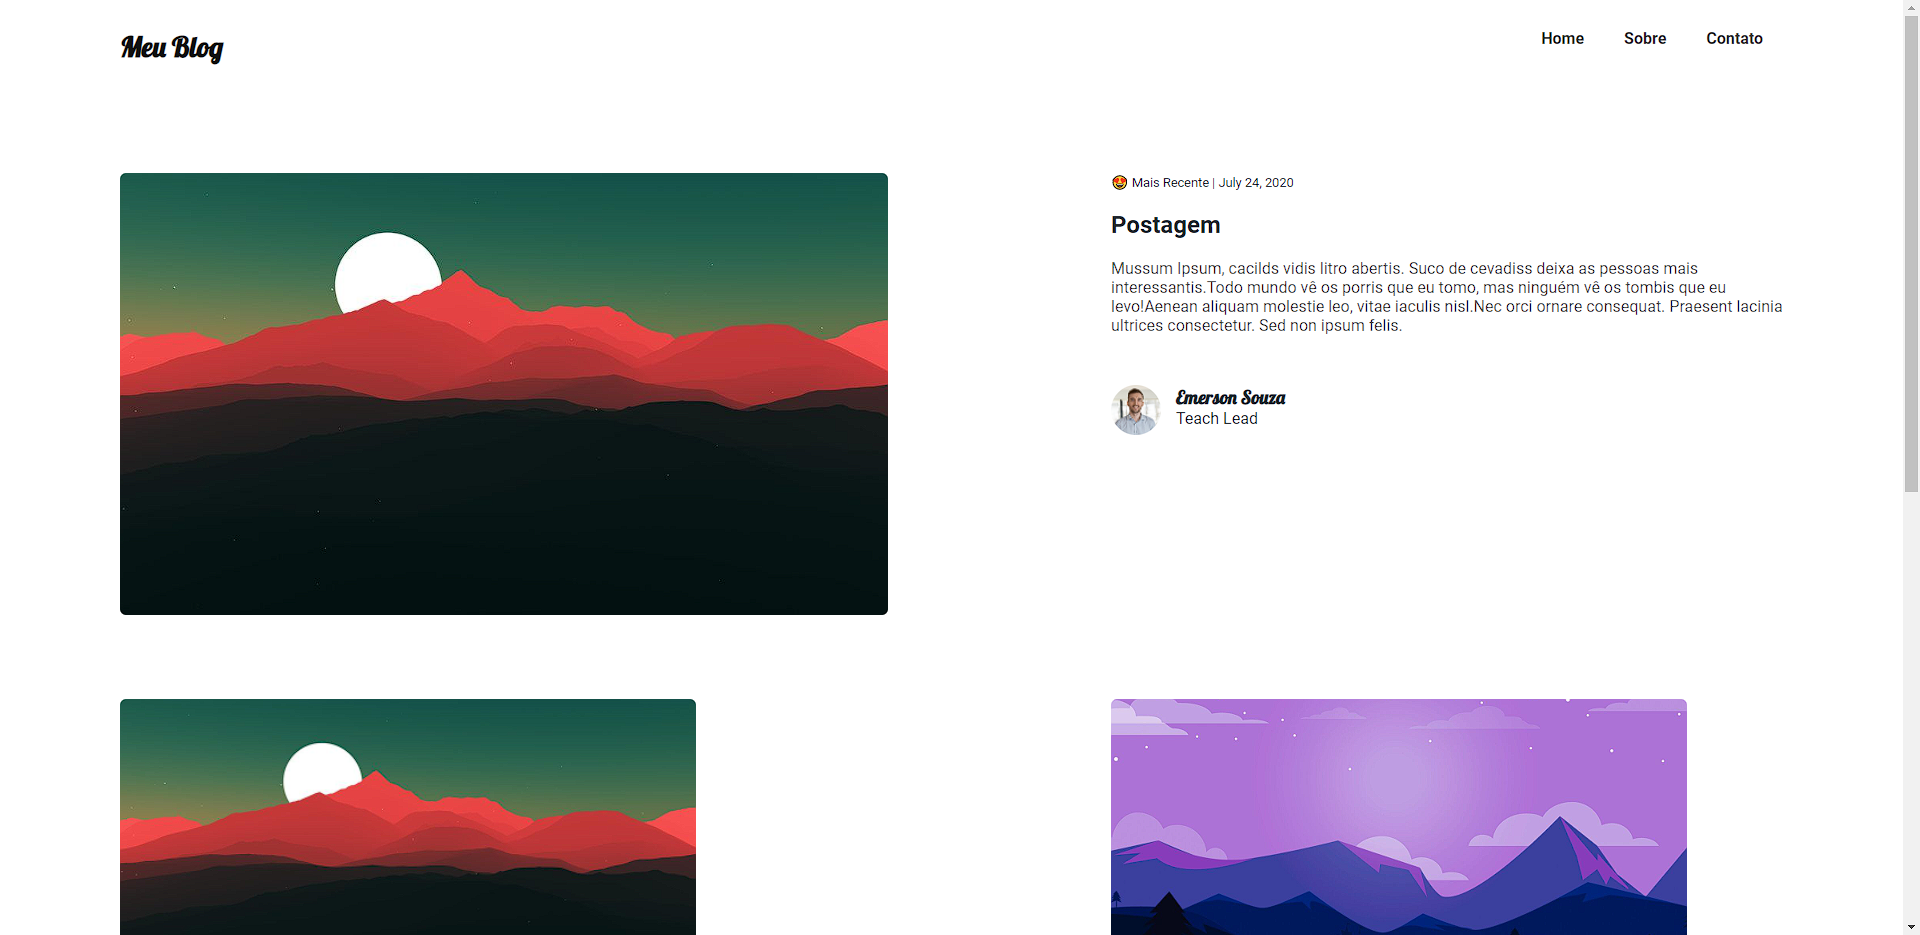 Meu Blog
Home
Sobre
Contato
Mais Recente | July 24, 2020
Postagem
Mussum Ipsum, cacilds vidis litro abertis. Suco de cevadiss deixa as pessoas mais
interessantis.Todo mundo vê os porris que eu tomo, mas ninguém vê os tombis que eu
levo!Aenean aliquam molestie leo, vitae iaculis nisl.Nec orci ornare consequat. Praesent lacinia
ultrices consectetur. Sed non ipsum felis.
Emerson Souza
Teach Lead